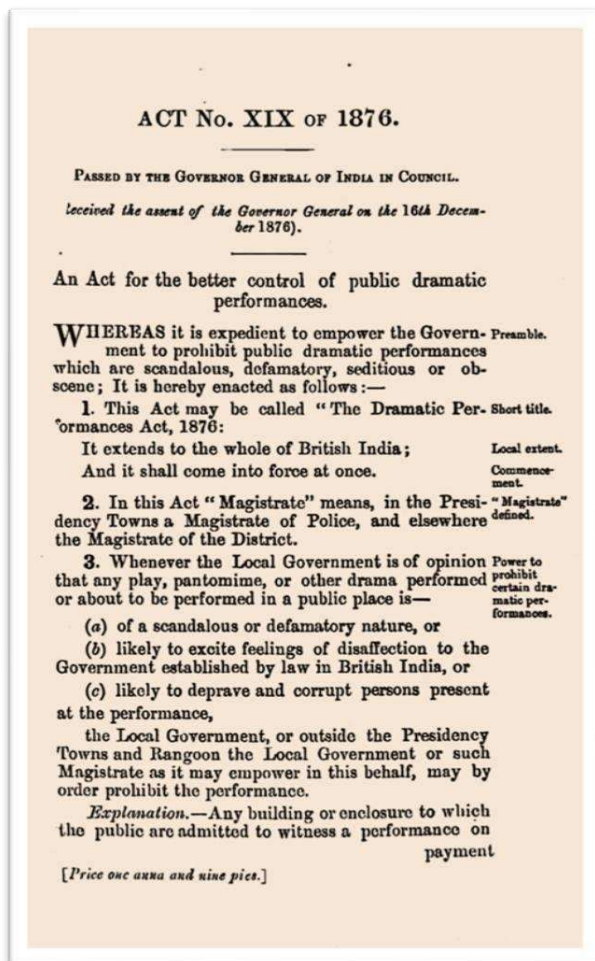 ACT No. XIX OF 1876.
PASSED BY THE GOVERNOR GENERAL OF INDIA IN COUNCIL.
leceived the assent of the Governor General on the 16th Decem-
ber 1876).
An Act for the better control of public dramatic
performances.
WHEREAS it is expedient to empower the Govern- Preamble.
ment to prohibit public dramatic performances
which are scandalous, defamatory, seditious or ob-
scene; It is hereby enacted as follows:—
1. This Act may be called "The Dramatic Per- Short title.
ormances Act, 1876:
It extends to the whole of British India; Local extent.
And it shall come into force at once. Commence-
ment.
2. In this Act "Magistrate" means, in the Presi- "Magistrate"
dency Towns a Magistrate of Police, and elsewhere defined.
the Magistrate of the District.
3. Whenever the Local Government is of opinion Power to
that any play, pantomime, or other drama performed prohibit
certain dra-
or about to be performed in a public place is— matic per-
formances.
(a) of a scandalous or defamatory nature, or
(b) likely to excite feelings of disaffection to the
Government established by law in British India, or
(c) likely to deprave and corrupt persons present
at the performance,
the Local Government, or outside the Presidency
Towns and Rangoon the Local Government or such
Magistrate as it may empower in this behalf, may by
order prohibit the performance.
Explanation.—Any building or enclosure to which
the public are admitted to witness a performance on
payment
[Price one anna and nine pies.]